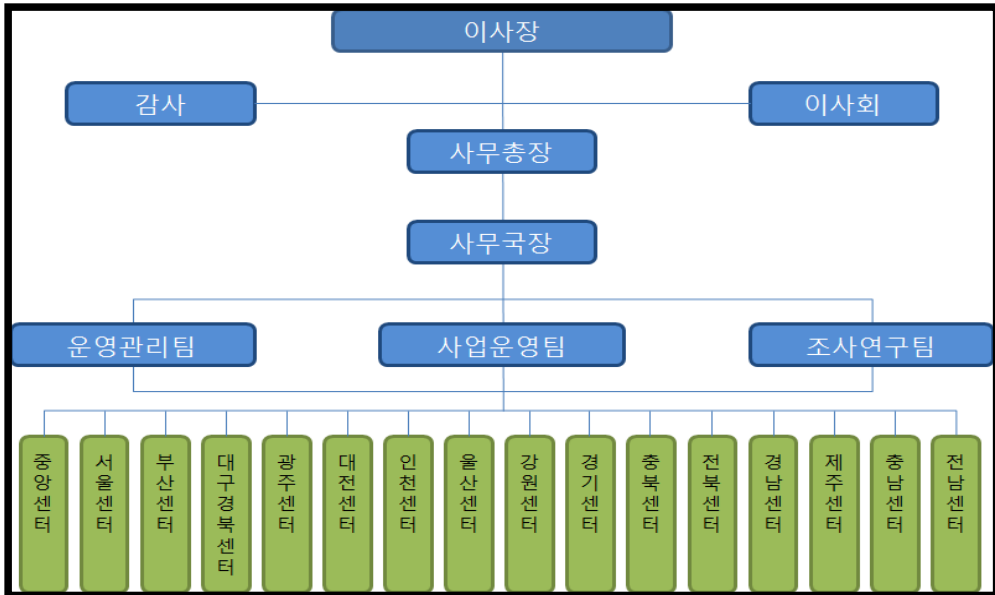 이사장
감사
이사회
사무총장
사무국장
운영관리팀
사업운영팀
조사연구팀
중앙센터
서울센터
부산센터
대구경북센터
광주센터
대전센터
인천센터
울산센터
강원센터
경기센터
충북센터
전북센터
경남센터
제주센터
충남센터
전남센터